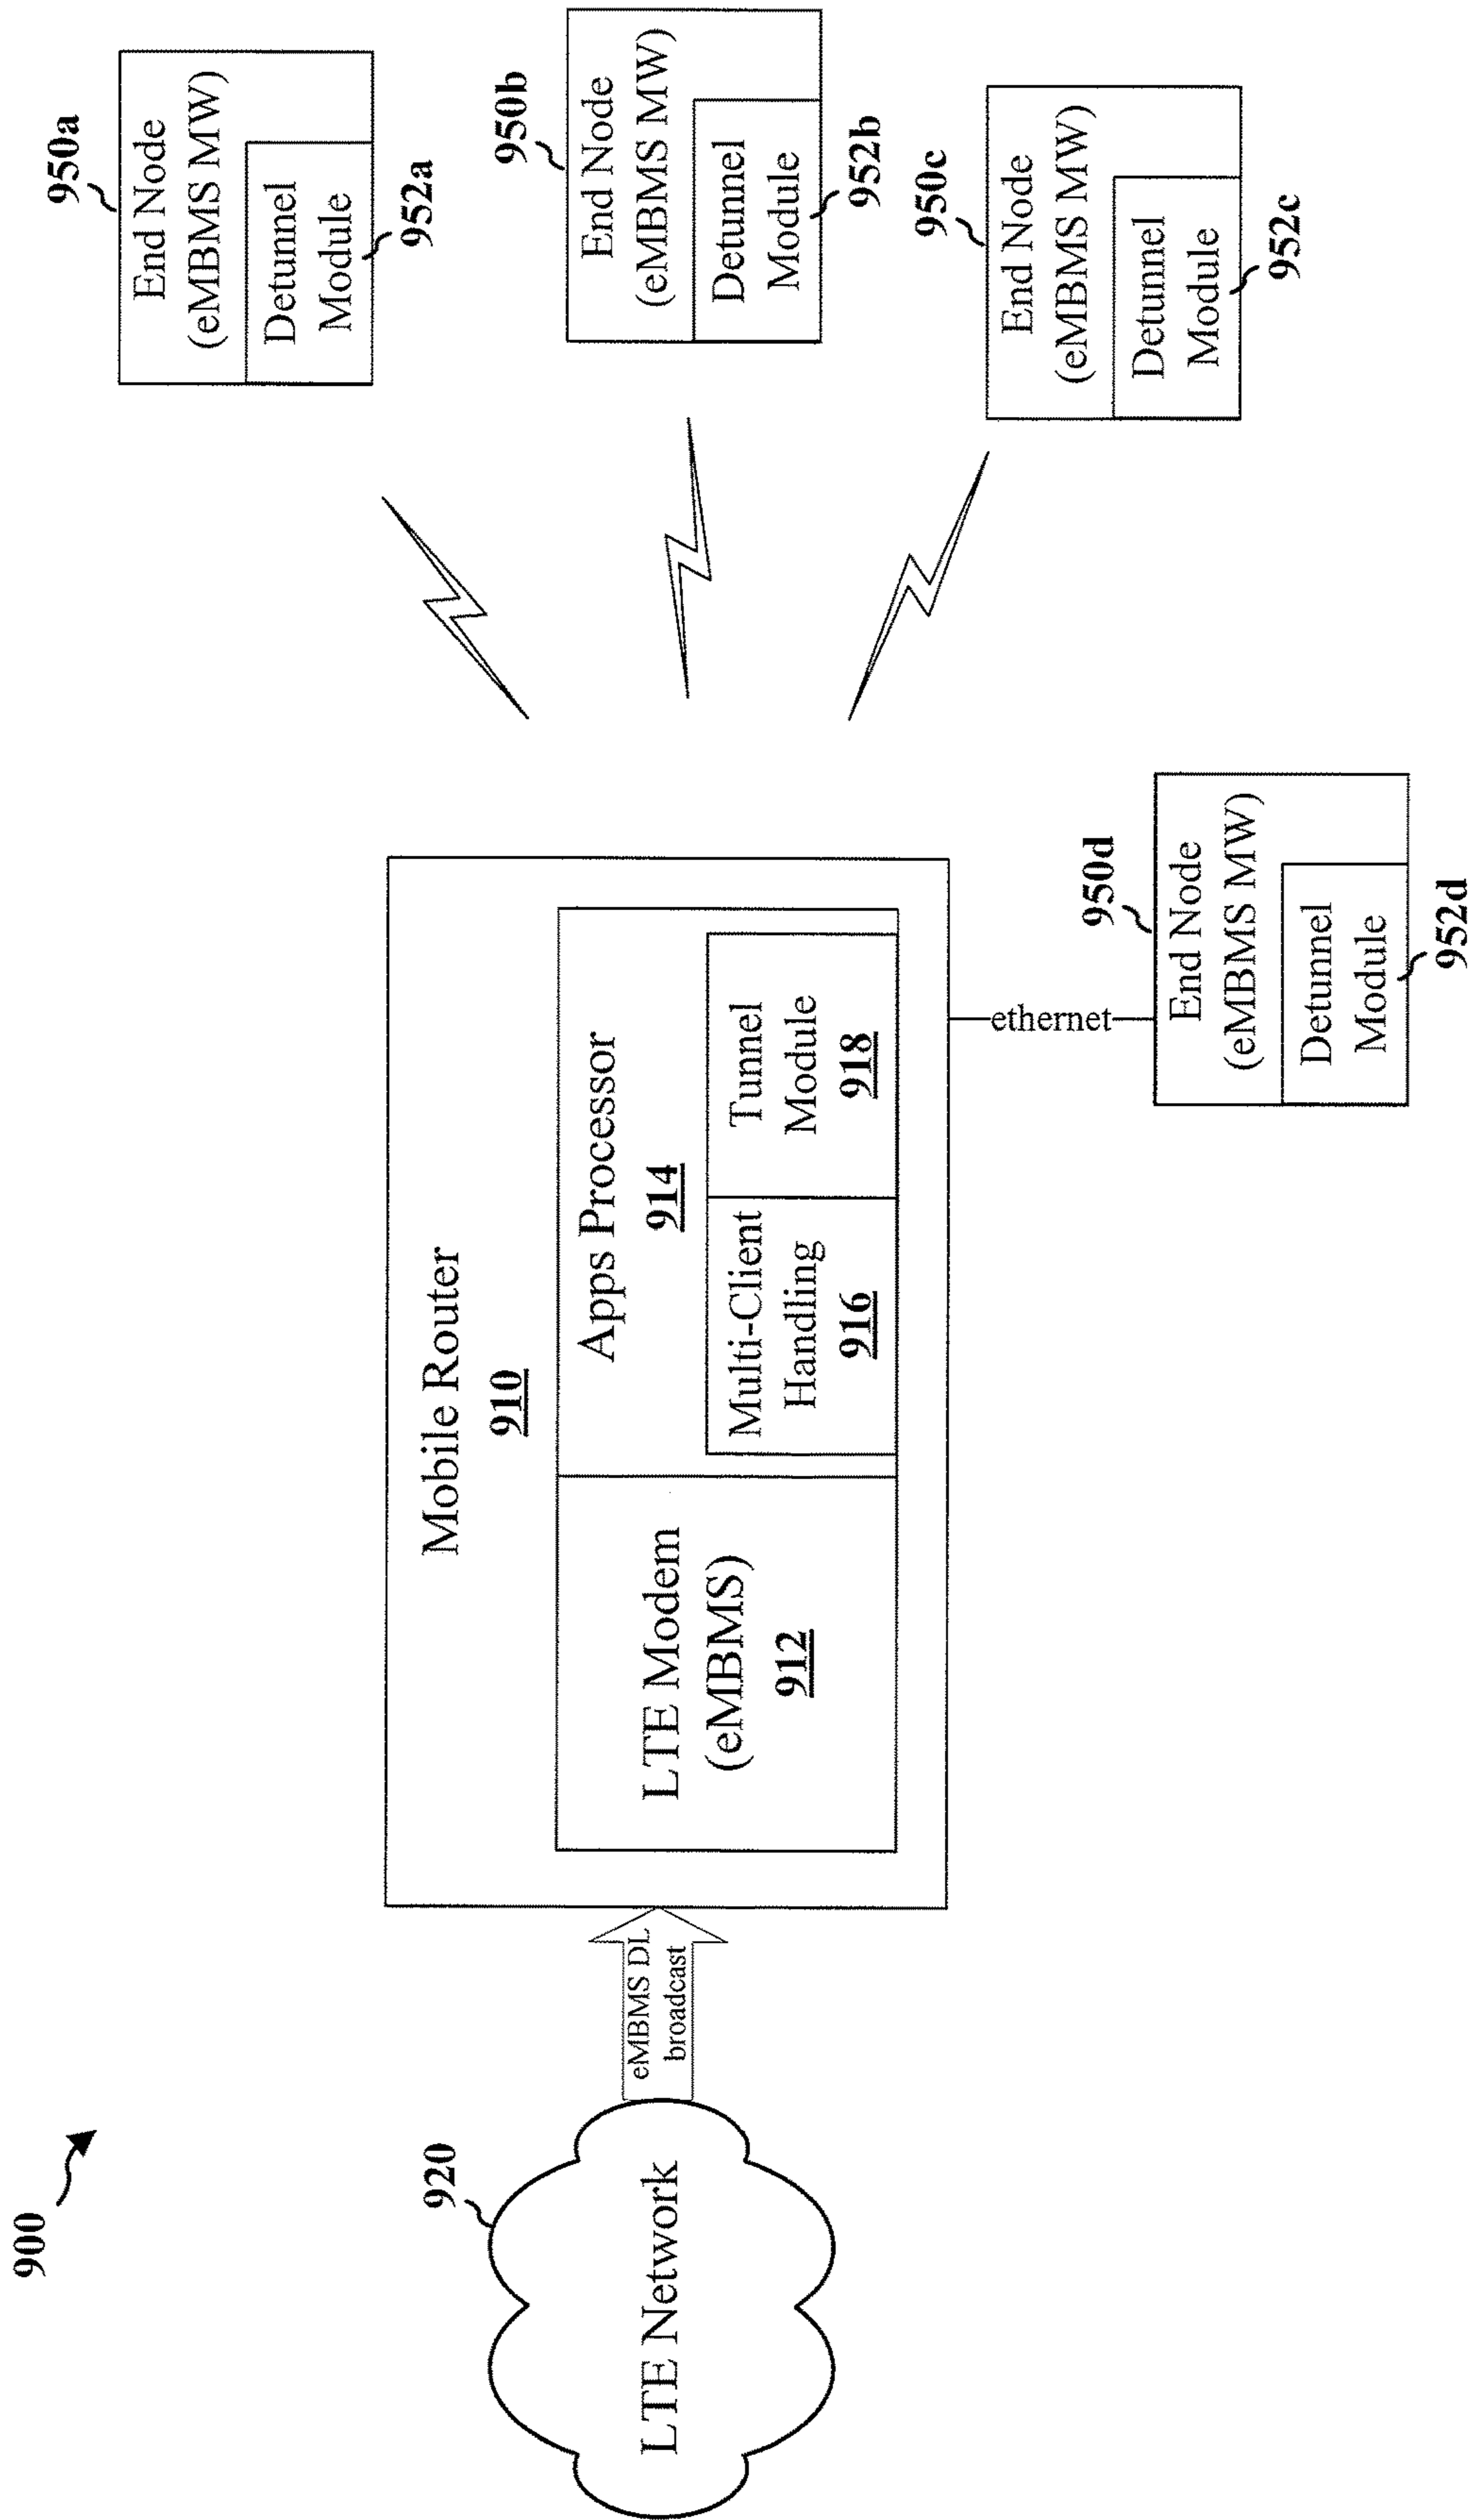 900
920
LTE Network
eMBMS DL
broadcast
Mobile Router
910
LTE Modem
(eMBMS)
912
Apps Processor
914
Multi-Client
Handling
916
Tunnel
Module
918
ethernet
950a
End Node
(eMBMS MW)
Detunnel
Module
952a
950b
End Node
(eMBMS MW)
Detunnel
Module
952b
950c
End Node
(eMBMS MW)
Detunnel
Module
952c
950d
End Node
(eMBMS MW)
Detunnel
Module
952d